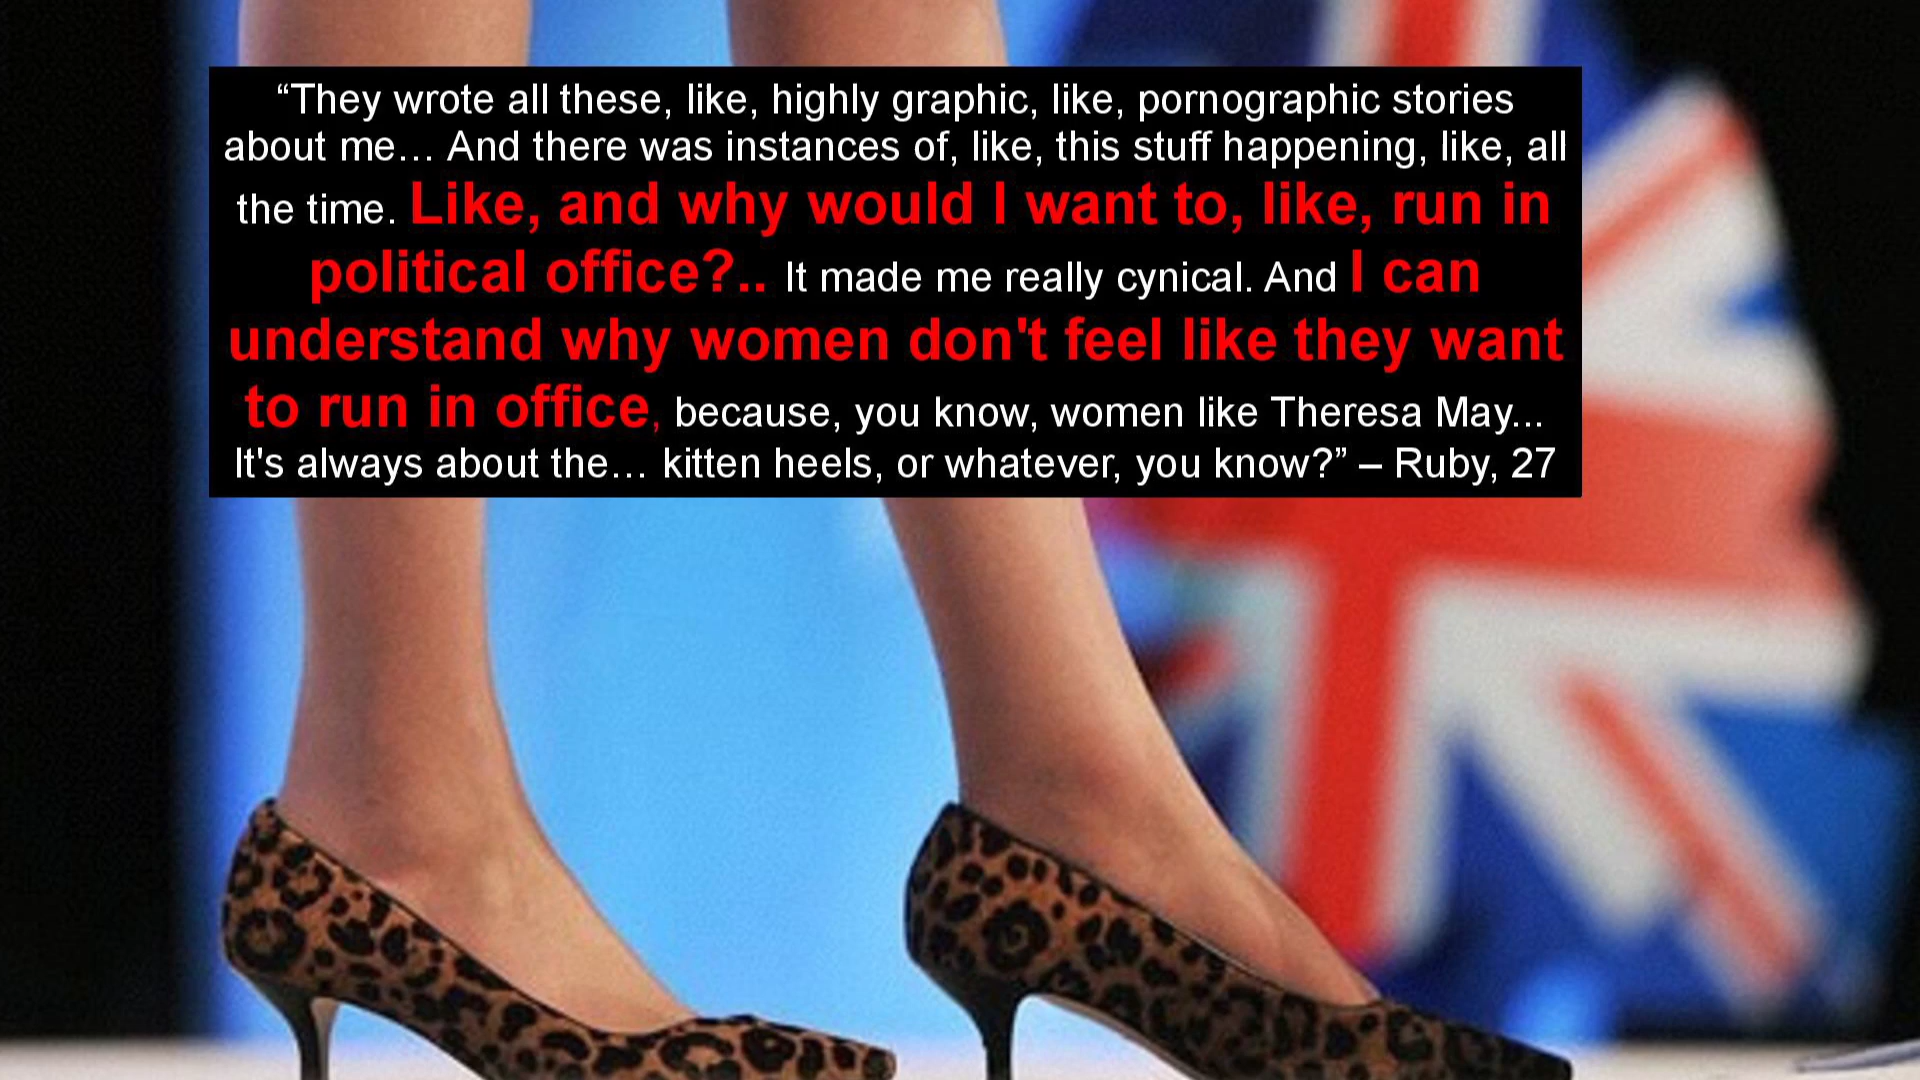 “They wrote all these, like, highly graphic, like, pornographic stories
about me… And there was instances of, like, this stuff happening, like, all
the time. Like, and why would I want to, like, run in
political office?.. It made me really cynical. And I can
understand why women don't feel like they want
to run in office, because, you know, women like Theresa May...
It's always about the… kitten heels, or whatever, you know?” – Ruby, 27